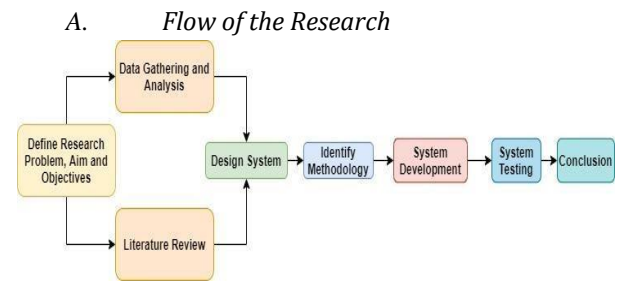 A. Flow of the Research
Data Gathering and
Analysis
Define Research
Problem, Aim and
Objectives
Design System
Identify
Methodology
System
Development
System
Testing
Conclusion
Literature Review